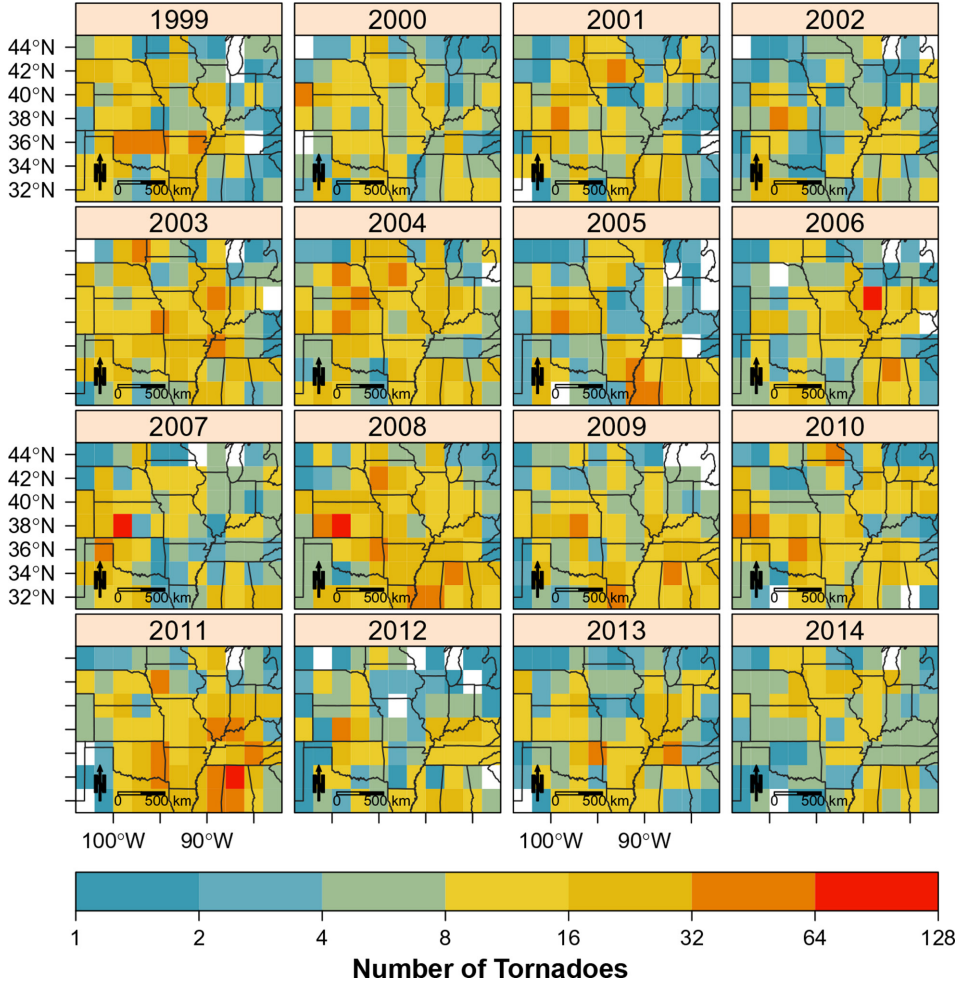 1999 2000 2001 2002
44°N
42°N
40°N
38°N
36°N
34°N
32°N
N N N N
0 500 km 0 500 km 0 500 km 0 500 km
2003 2004 2005 2006
N N N N
0 500 km 0 500 km 0 500 km 0 500 km
2007 2008 2009 2010
44°N
42°N
40°N
38°N
36°N
34°N
32°N
N N N N
0 500 km 0 500 km 0 500 km 0 500 km
2011 2012 2013 2014
N N N N
0 500 km 0 500 km 0 500 km 0 500 km
100°W 90°W 100°W 90°W
1 2 4 8 16 32 64 128
Number of Tornadoes